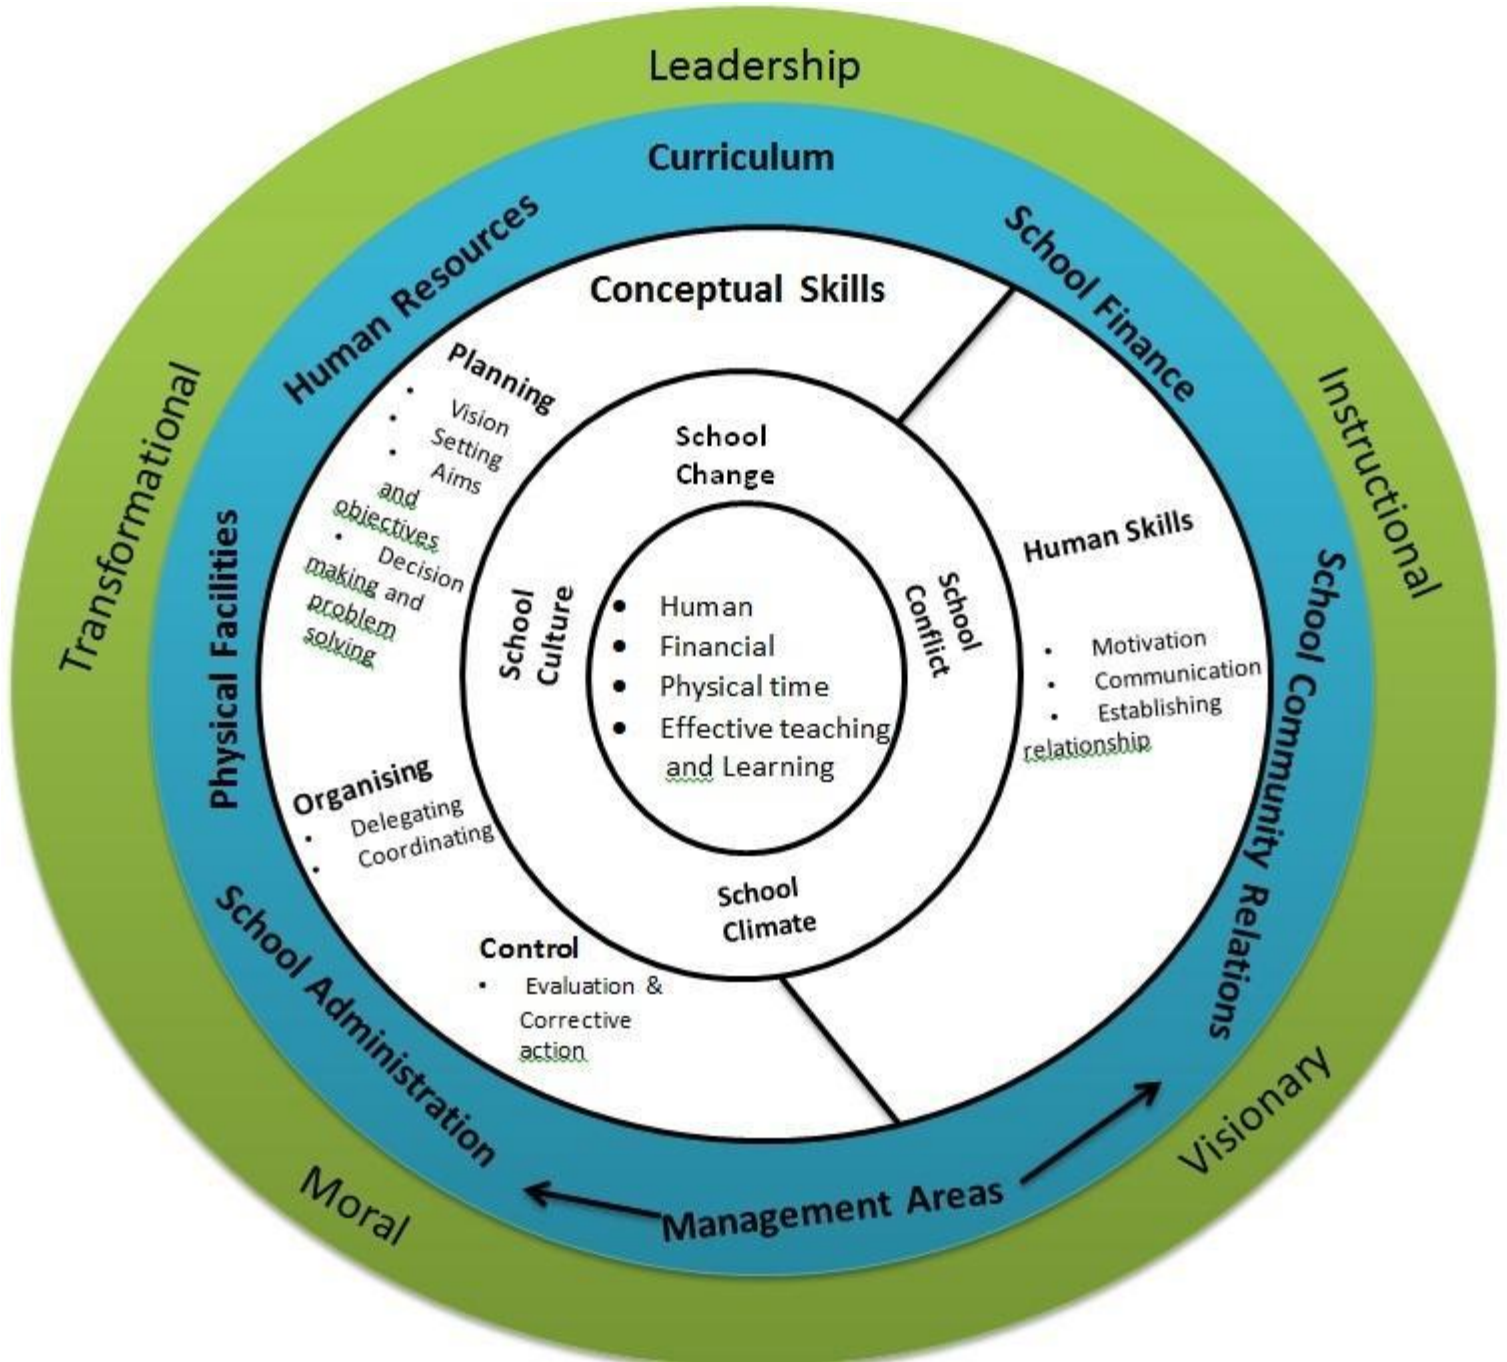 Leadership
Transformational
Instructional
Moral
Visionary
Curriculum
Human Resources
School Finance
Physical Facilities
School Community Relations
School Administration
Management Areas
Conceptual Skills
Planning
• Vision
• Setting
• Aims
and
objectives
• Decision
making and
problem
solving
Organising
• Delegating
• Coordinating
Control
• Evaluation &
Corrective
action
Human Skills
• Motivation
• Communication
• Establishing
relationship
School
Change
School
Culture
School
Conflict
School
Climate
• Human
• Financial
• Physical time
• Effective teaching
and Learning